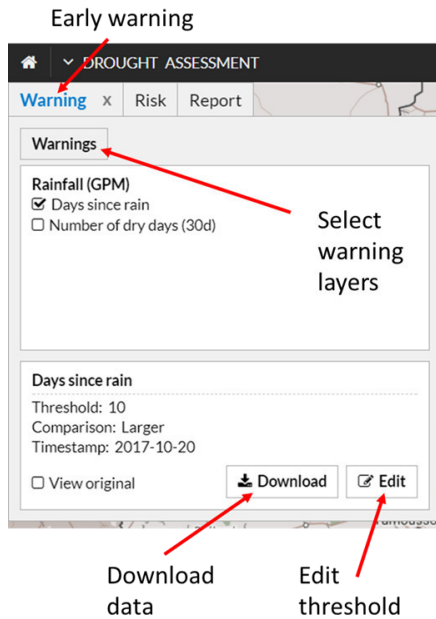 Early warning
DROUGHT ASSESSMENT
Warning x Risk Report
Warnings
Rainfall (GPM)
Days since rain
Number of dry days (30d)
Select
warning
layers
Days since rain
Threshold: 10
Comparison: Larger
Timestamp: 2017-10-20
View original
Download
Edit
Download
data
Edit
threshold